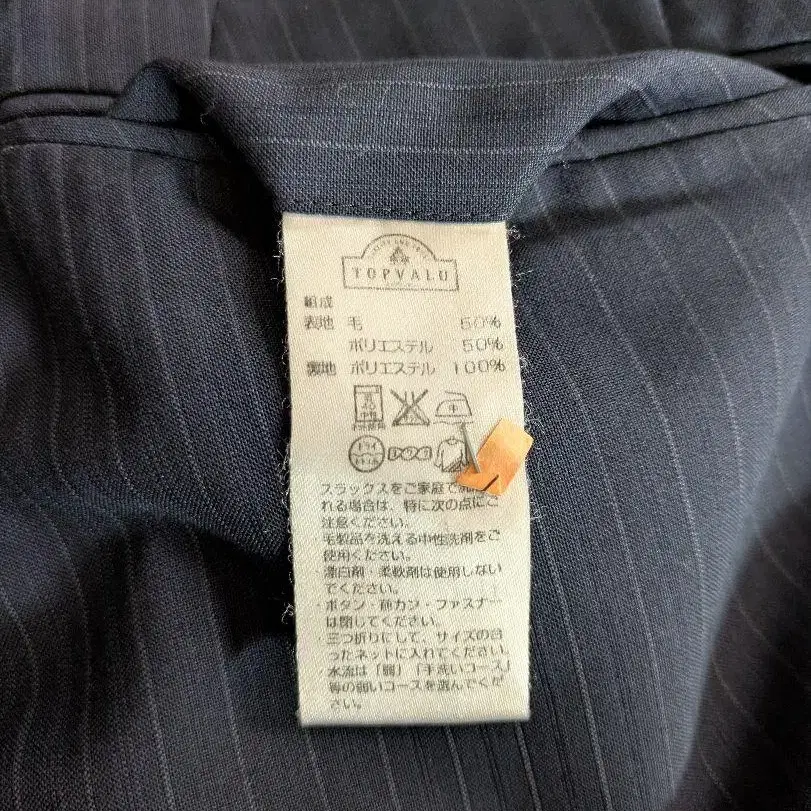 TOPVALU
組成
表地 毛 50%
ポリエステル 50%
裏地 ポリエステル 100%
中性
中
ドライ
スラックスをご家庭で洗
れる場合は、特に次の点にご
注意ください。
毛製品を洗える中性洗剤をご
使用ください。
・漂白剤・柔軟剤は使用しない
でください。
・ボタン・前カン・ファスナー
は閉じてください。
・三つ折りにして、サイズの合
ったネットに入れてください。
水流は「弱」「手洗いコース」
等の弱いコースを選んでくだ
さい。